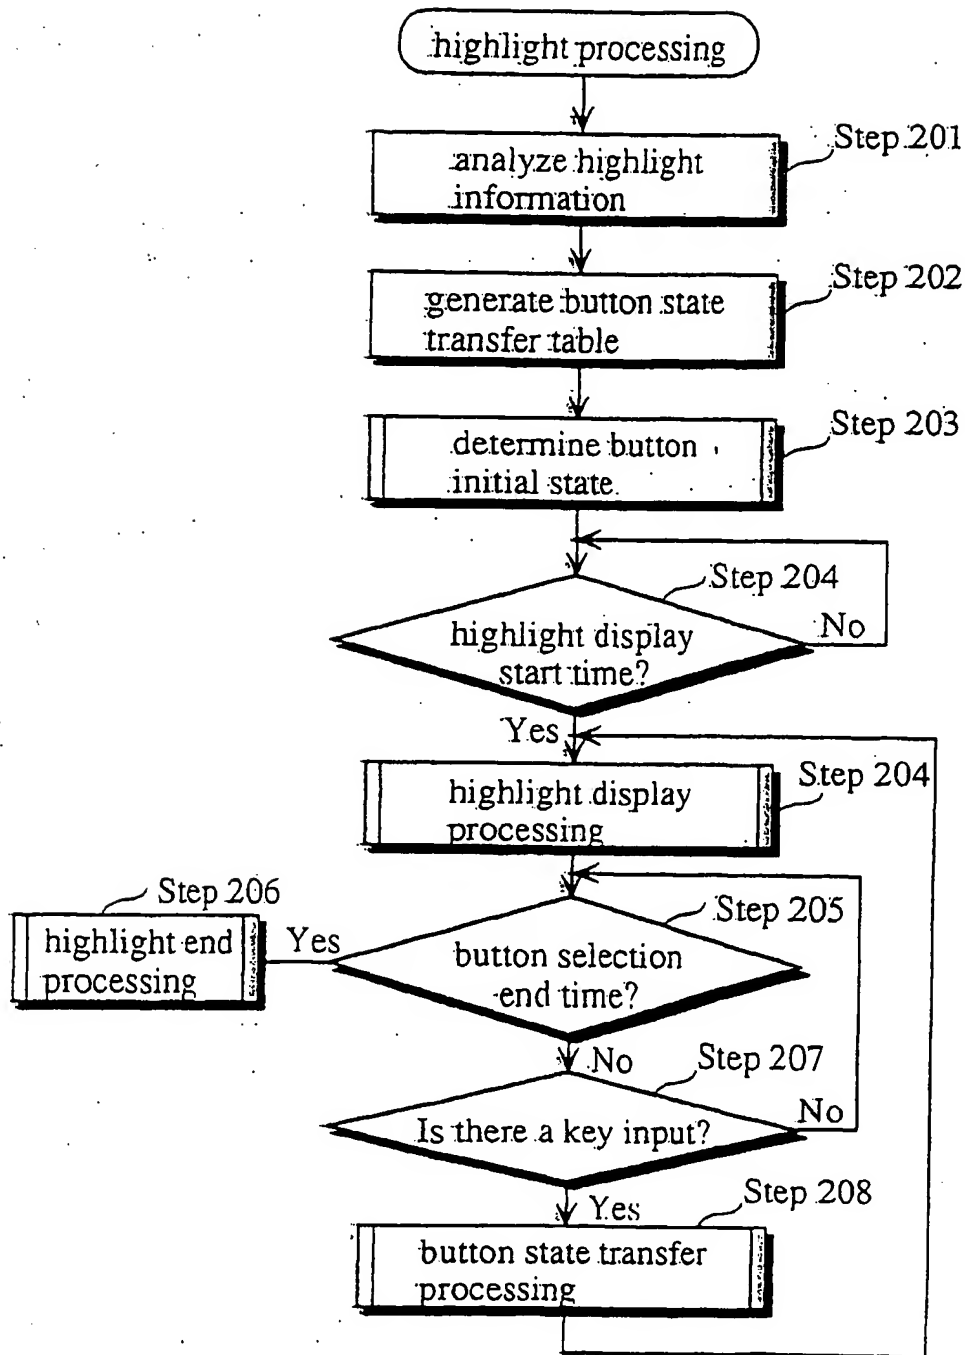 highlight processing
Step 201
analyze highlight
information
Step 202
generate button state
transfer table
Step 203
determine button
initial state
Step 204
highlight display
start time?
No
Yes
Step 204
highlight display
processing
Step 206
highlight end
processing
Yes
Step 205
button selection
end time?
No
Step 207
Is there a key input?
No
Yes
Step 208
button state transfer
processing